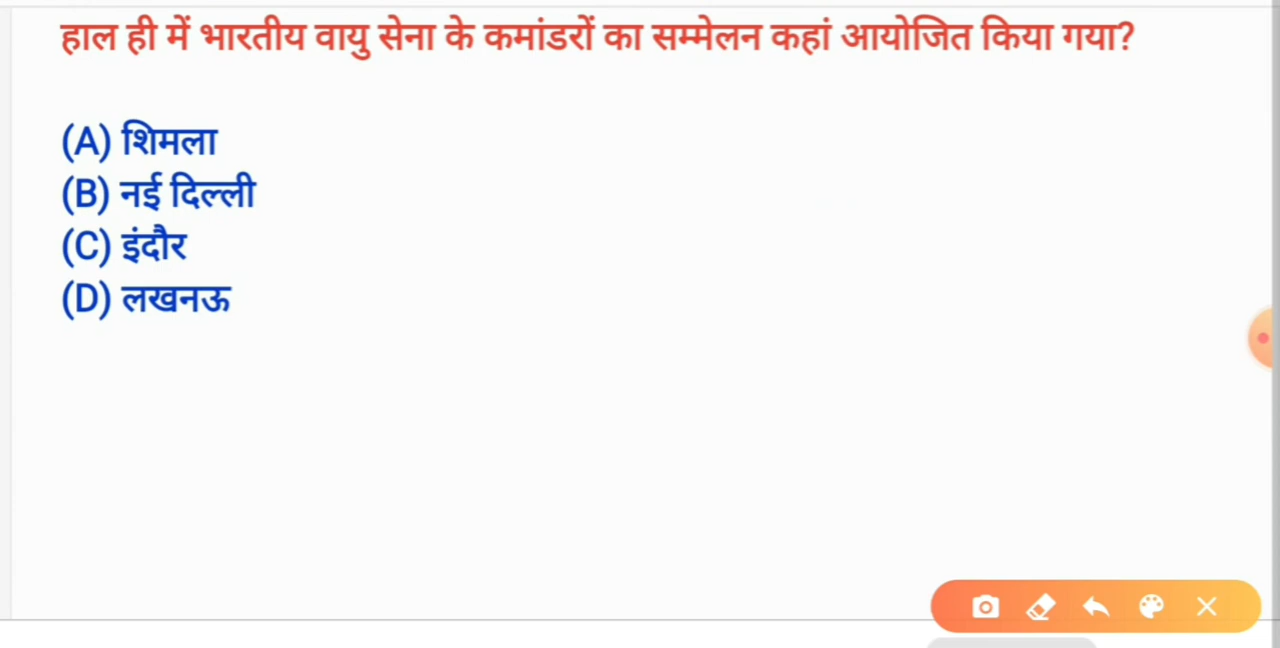 हाल ही में भारतीय वायु सेना के कमांडरों का सम्मेलन कहां आयोजित किया गया?
(A) शिमला
(B) नई दिल्ली
(C) इंदौर
(D) लखनऊ